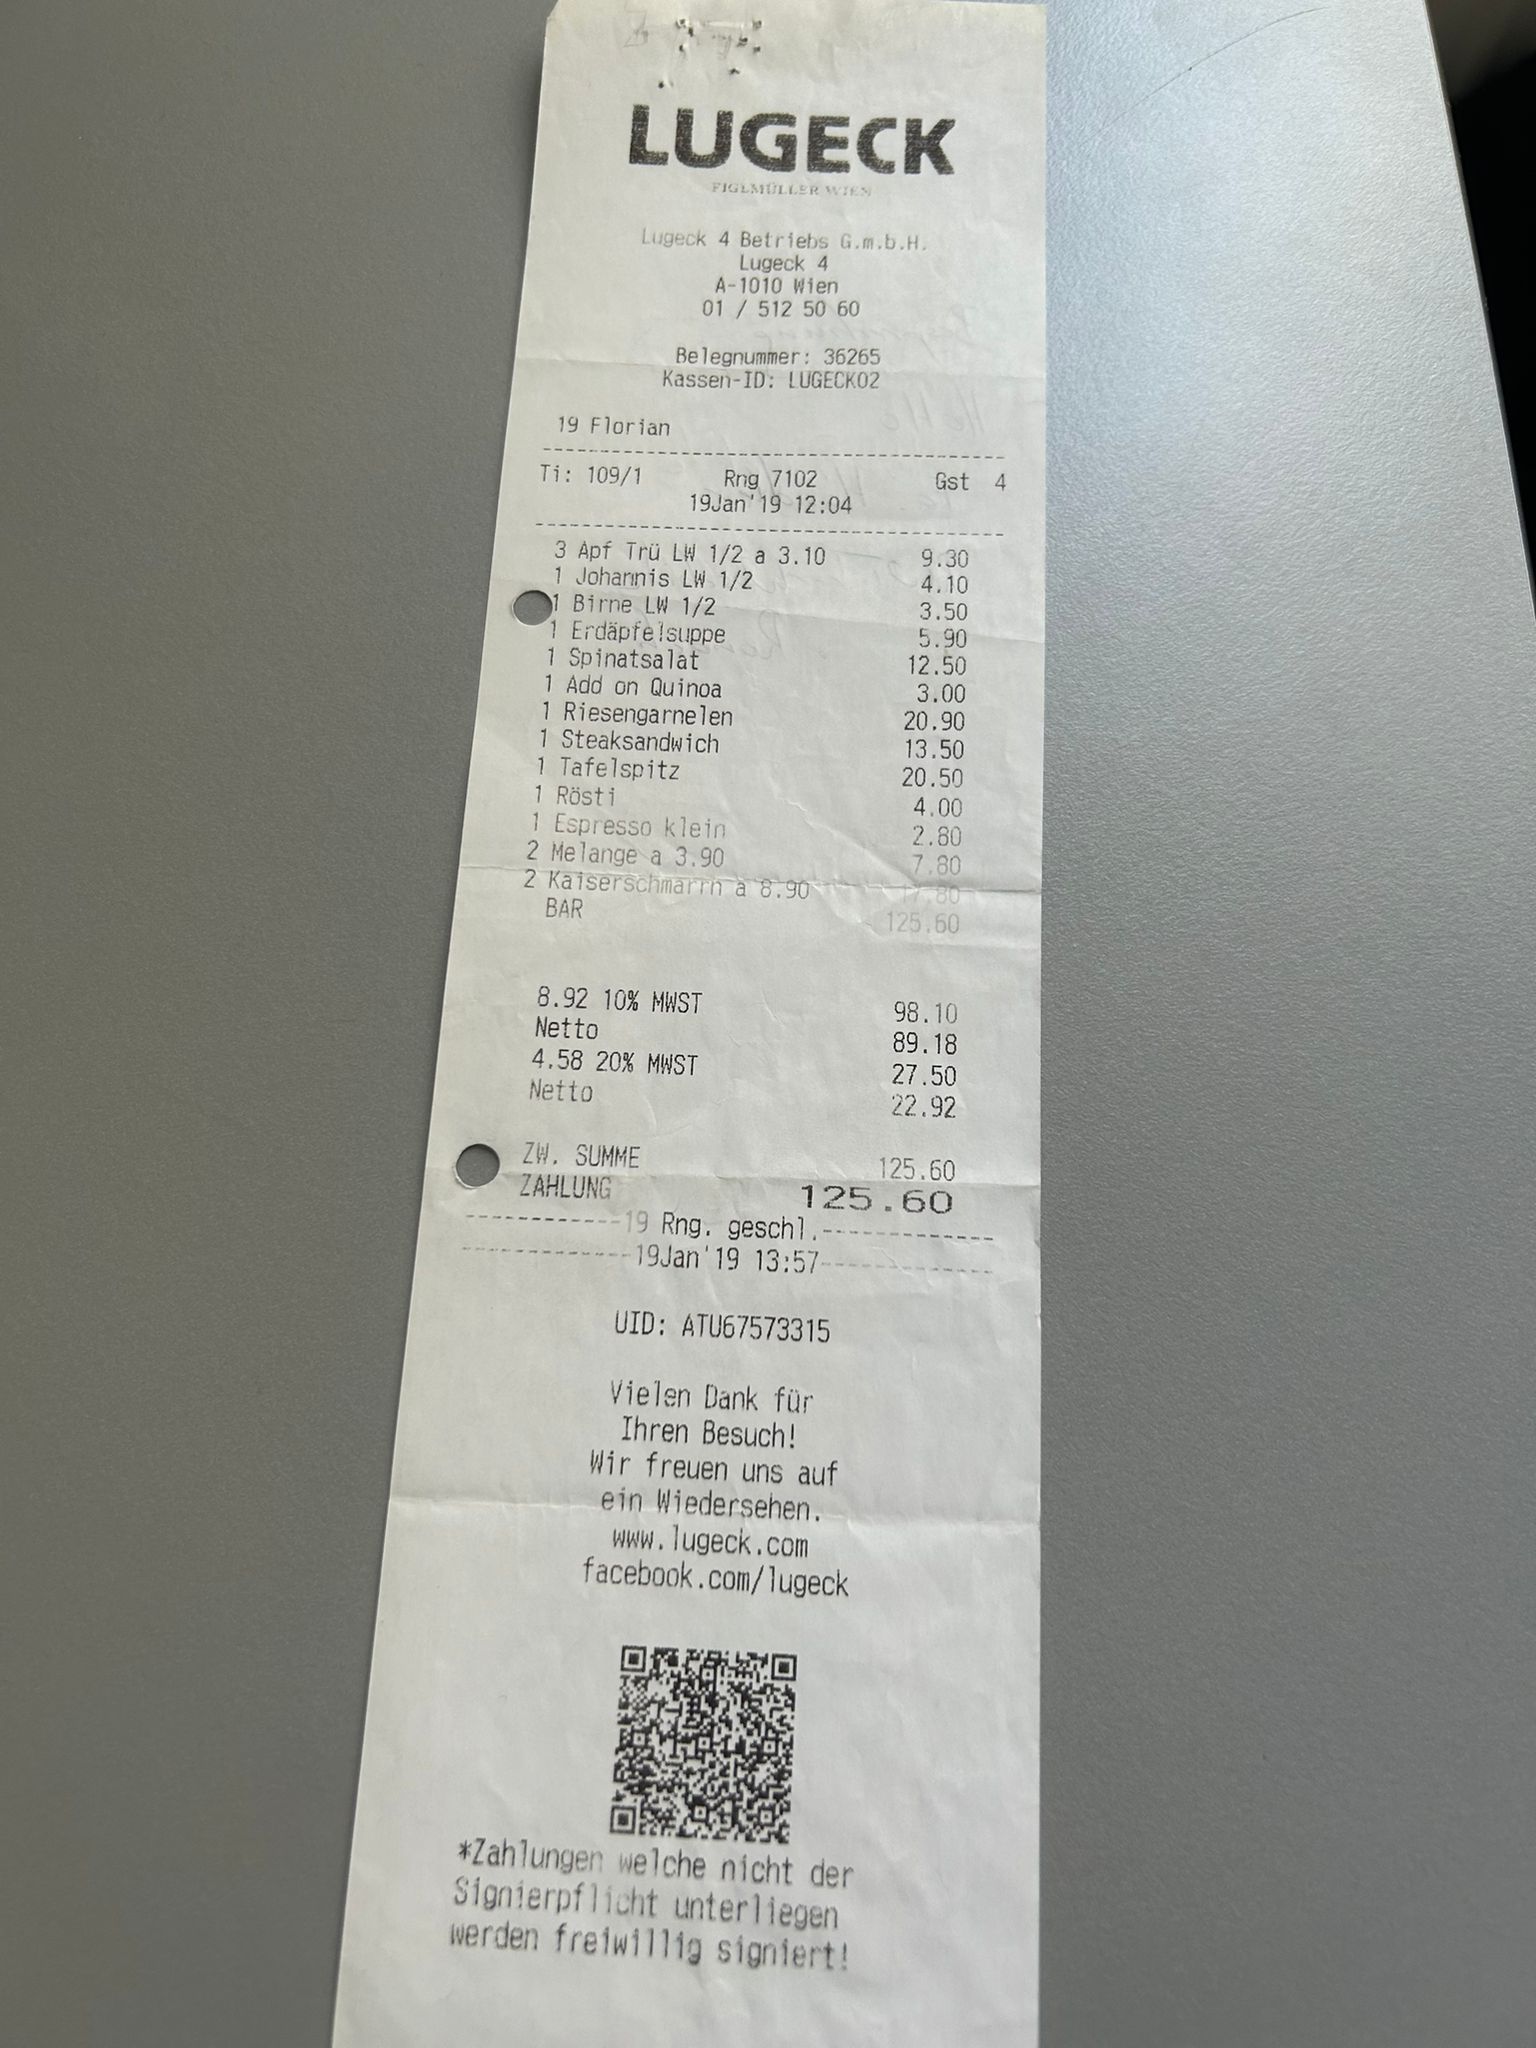 LUGECK
FIGLMÜLLER WIEN
Lugeck 4 Betriebs G.m.b.H.
Lugeck 4
A-1010 Wien
01 / 512 50 60
Belegnummer: 36265
Kassen-ID: LUGECK02
19 Florian
Ti: 109/1 Rng 7102 Gst 4
19Jan'19 12:04
3 Apf Trü LW 1/2 a 3.10 9.30
1 Johannis LW 1/2 4.10
1 Birne LW 1/2 3.50
1 Erdäpfelsuppe 5.90
1 Spinatsalat 12.50
1 Add on Quinoa 3.00
1 Riesengarnelen 20.90
1 Steaksandwich 13.50
1 Tafelspitz 20.50
1 Rösti 4.00
1 Espresso klein 2.80
2 Melange a 3.90 7.80
2 Kaiserschmarrn a 8.90 17.80
BAR 125.60
8.92 10% MWST 98.10
Netto 89.18
4.58 20% MWST 27.50
Netto 22.92
ZW. SUMME 125.60
ZAHLUNG 125.60
19 Rng. geschl.
19Jan'19 13:57
UID: ATU67573315
Vielen Dank für
Ihren Besuch!
Wir freuen uns auf
ein Wiedersehen.
www.lugeck.com
facebook.com/lugeck
*Zahlungen welche nicht der
Signierpflicht unterliegen
werden freiwillig signiert!